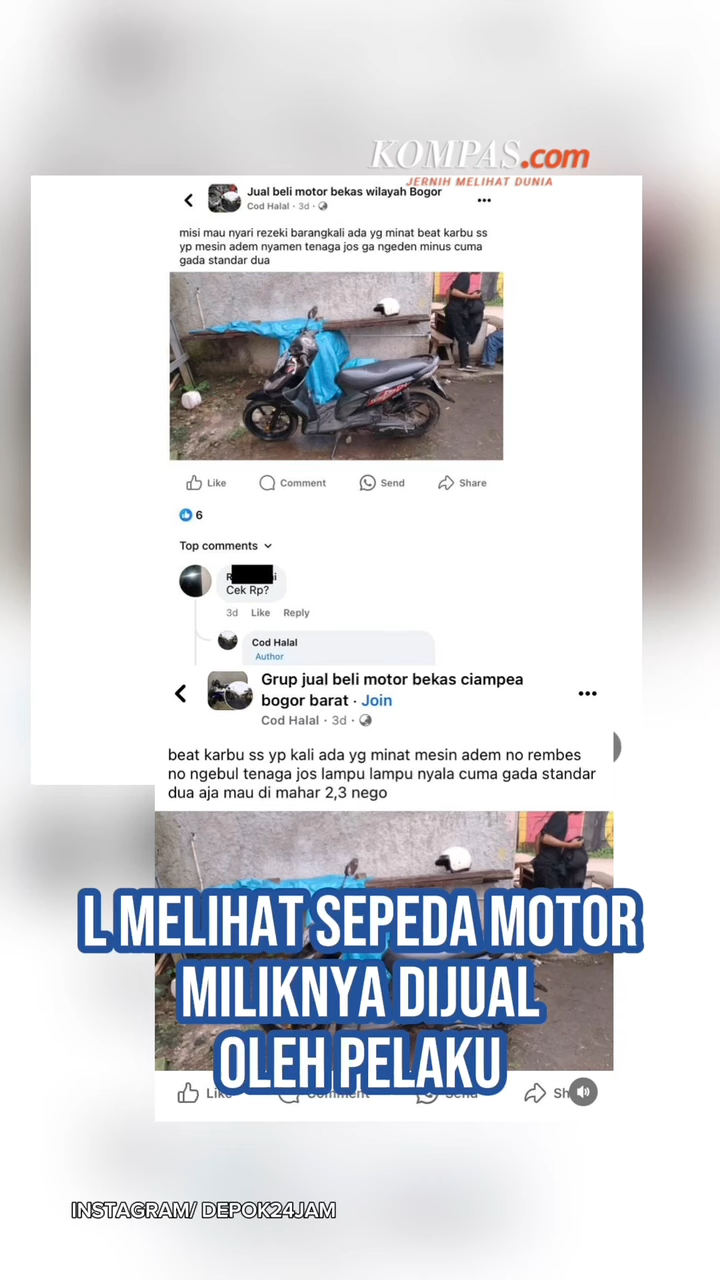 KOMPAS.com
JERNIH MELIHAT DUNIA
Jual beli motor bekas wilayah Bogor
Cod Halal · 3d ·
misi mau nyari rezeki barangkali ada yg minat beat karbu ss
yp mesin adem nyamen tenaga jos ga ngeden minus cuma
gada standar dua
Like Comment Send Share
6
Top comments
Cek Rp?
3d Like Reply
Cod Halal
Author
Grup jual beli motor bekas ciampea
bogor barat · Join
Cod Halal · 3d ·
beat karbu ss yp kali ada yg minat mesin adem no rembes
no ngebul tenaga jos lampu lampu nyala cuma gada standar
dua aja mau di mahar 2,3 nego
L MELIHAT SEPEDA MOTOR
MILIKNYA DIJUAL
OLEH PELAKU
Like Comment Send Sh
INSTAGRAM/ DEPOK24JAM